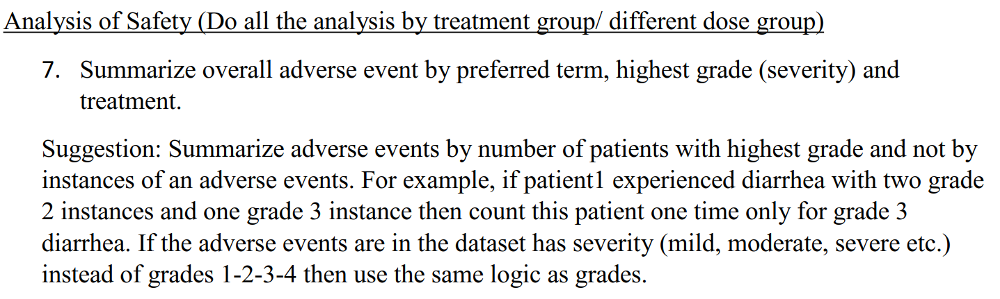 Analysis of Safety (Do all the analysis by treatment group/ different dose group)
7. Summarize overall adverse event by preferred term, highest grade (severity) and
treatment.
Suggestion: Summarize adverse events by number of patients with highest grade and not by
instances of an adverse events. For example, if patient1 experienced diarrhea with two grade
2 instances and one grade 3 instance then count this patient one time only for grade 3
diarrhea. If the adverse events are in the dataset has severity (mild, moderate, severe etc.)
instead of grades 1-2-3-4 then use the same logic as grades.